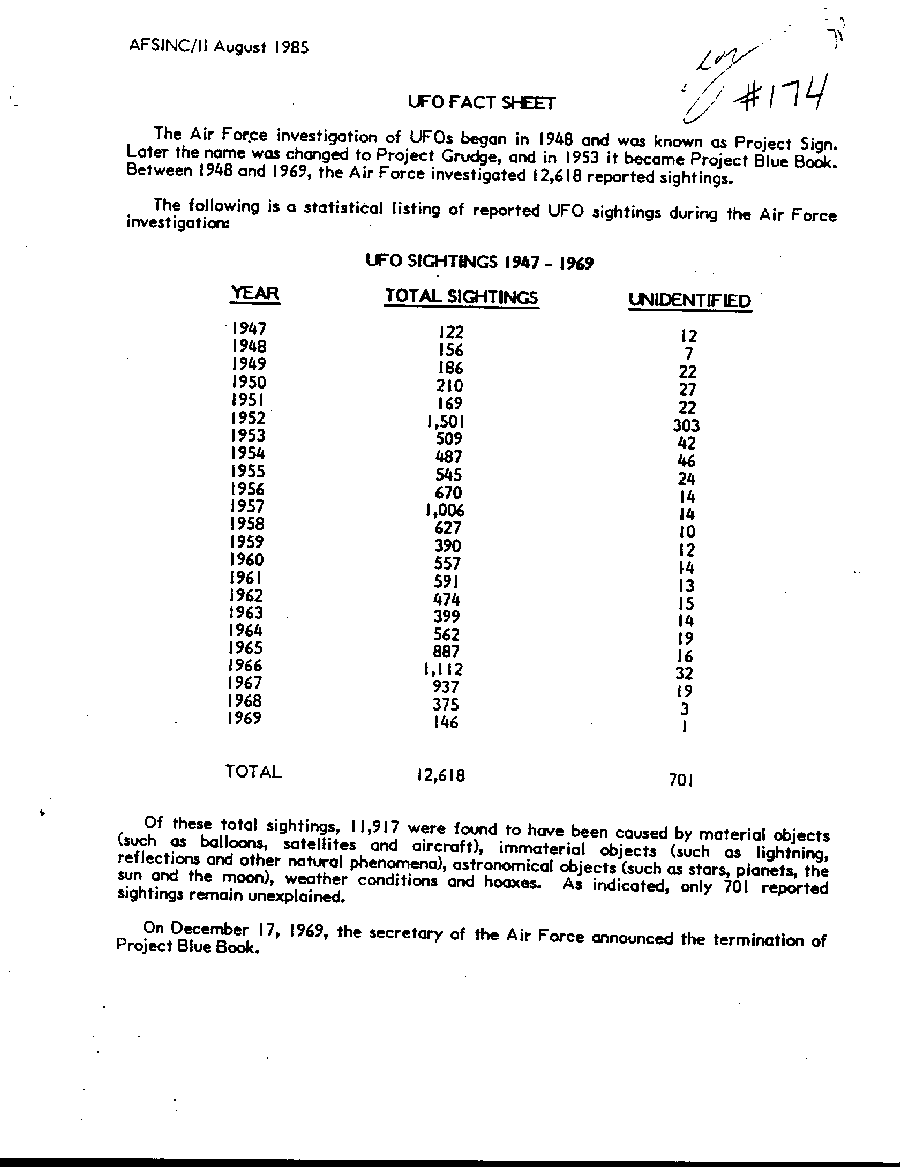 AFSINC/11 August 1985
#174
UFO FACT SHEET
The Air Force investigation of UFOs began in 1948 and was known as Project Sign.
Later the name was changed to Project Grudge, and in 1953 it became Project Blue Book.
Between 1948 and 1969, the Air Force investigated 12,618 reported sightings.
The following is a statistical listing of reported UFO sightings during the Air Force
investigation:
UFO SIGHTINGS 1947 - 1969
YEAR TOTAL SIGHTINGS UNIDENTIFIED
1947 122 12
1948 156 7
1949 186 22
1950 210 27
1951 169 22
1952 1,501 303
1953 509 42
1954 487 46
1955 545 24
1956 670 14
1957 1,006 14
1958 627 10
1959 390 12
1960 557 14
1961 591 13
1962 474 15
1963 399 14
1964 562 19
1965 887 16
1966 1,112 32
1967 937 19
1968 375 3
1969 146 1
TOTAL 12,618 701
Of these total sightings, 11,917 were found to have been caused by material objects
(such as balloons, satellites and aircraft), immaterial objects (such as lightning,
reflections and other natural phenomena), astronomical objects (such as stars, planets, the
sun and the moon), weather conditions and hoaxes. As indicated, only 701 reported
sightings remain unexplained.
On December 17, 1969, the secretary of the Air Force announced the termination of
Project Blue Book.